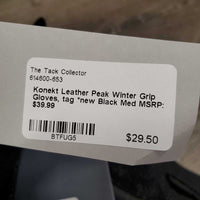 The Tack Collector
614600-653
Konekt Leather Peak Winter Grip
Gloves, tag *new Black Med MSRP:
$39.99
BTFUG5
$29.50